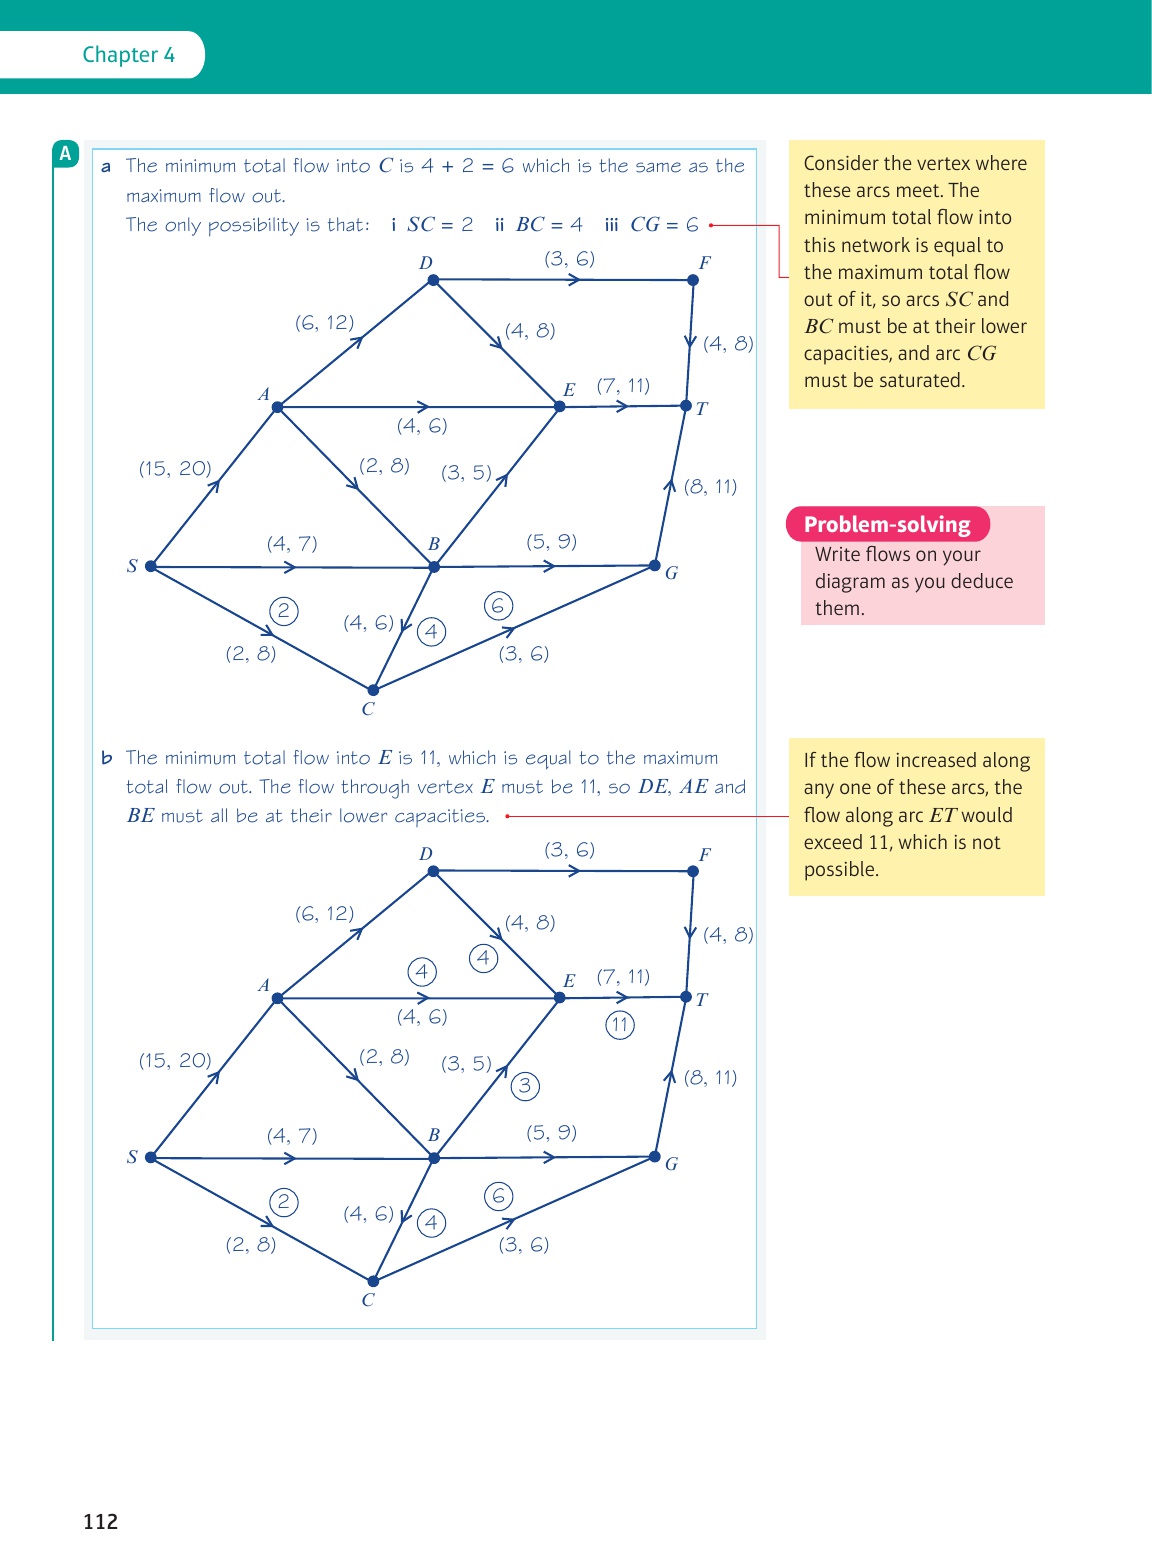 Chapter 4
A
a The minimum total flow into C is 4 + 2 = 6 which is the same as the
maximum flow out.
The only possibility is that: i SC = 2 ii BC = 4 iii CG = 6
Consider the vertex where
these arcs meet. The
minimum total flow into
this network is equal to
the maximum total flow
out of it, so arcs SC and
BC must be at their lower
capacities, and arc CG
must be saturated.
D
(3, 6)
F
(6, 12)
(4, 8)
(4, 8)
A
E
(7, 11)
T
(4, 6)
(15, 20)
(2, 8)
(3, 5)
(8, 11)
(4, 7)
B
(5, 9)
S
G
2
(4, 6)
4
6
(2, 8)
(3, 6)
C
Problem-solving
Write flows on your
diagram as you deduce
them.
b The minimum total flow into E is 11, which is equal to the maximum
total flow out. The flow through vertex E must be 11, so DE, AE and
BE must all be at their lower capacities.
If the flow increased along
any one of these arcs, the
flow along arc ET would
exceed 11, which is not
possible.
D
(3, 6)
F
(6, 12)
(4, 8)
(4, 8)
4
4
A
E
(7, 11)
T
(4, 6)
11
(15, 20)
(2, 8)
(3, 5)
3
(8, 11)
(4, 7)
B
(5, 9)
S
G
2
(4, 6)
4
6
(2, 8)
(3, 6)
C
112